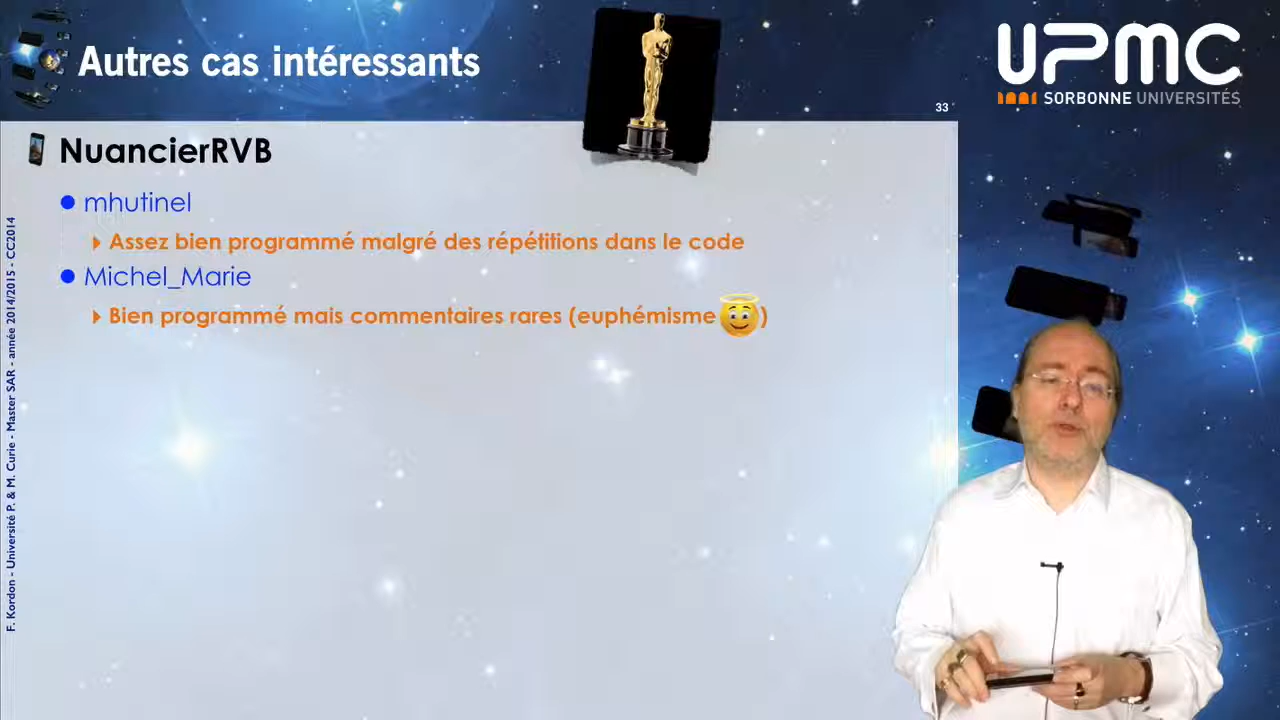 Autres cas intéressants
UPMC
SORBONNE UNIVERSITÉS
33
NuancierRVB
mhutinel
Assez bien programmé malgré des répétitions dans le code
Michel_Marie
Bien programmé mais commentaires rares (euphémisme 😇)
F. Kordon - Université P. & M. Curie - Master SAR - année 2014/2015 - CC2014